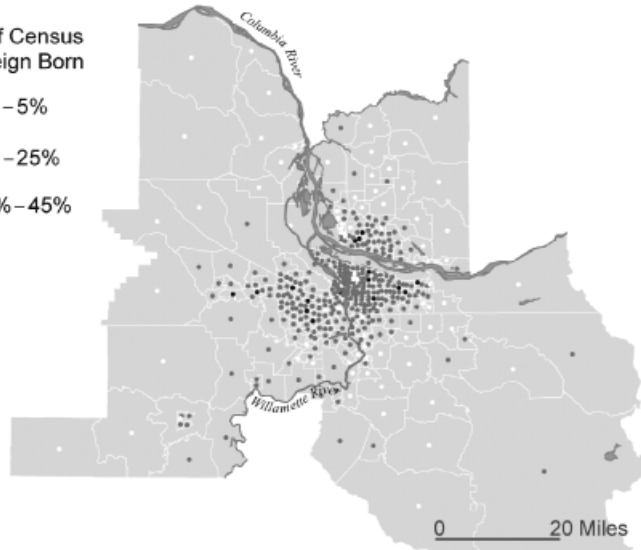 f Census
eign Born
–5%
–25%
%–45%
Columbia River
Willamette River
0 20 Miles